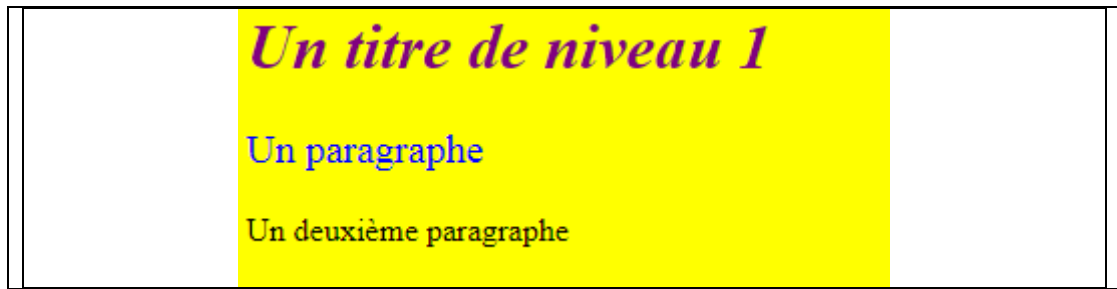 Un titre de niveau 1
Un paragraphe
Un deuxième paragraphe